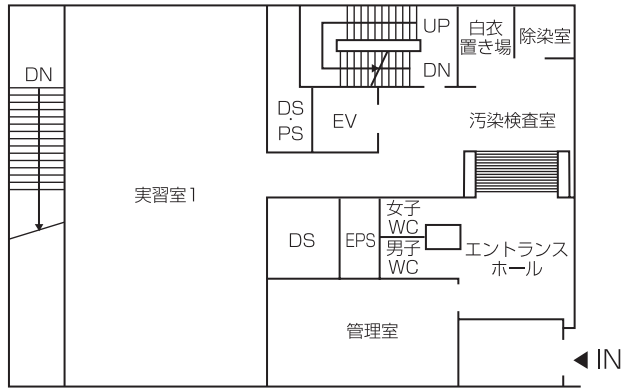 UP
白衣
置き場
除染室
DN
DN
DS
・
PS
EV
汚染検査室
実習室1
女子
WC
DS
EPS
男子
WC
エントランス
ホール
管理室
IN